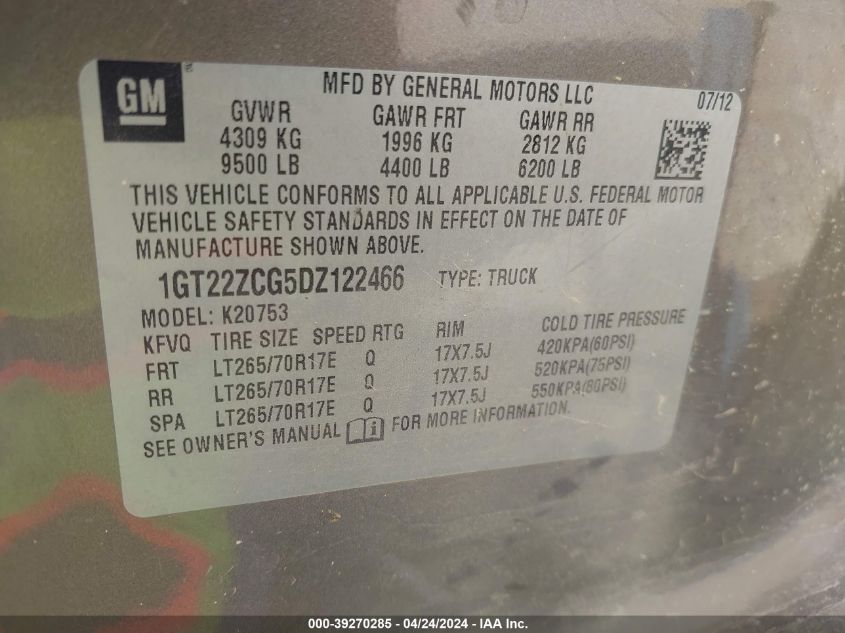 GM
MFD BY GENERAL MOTORS LLC
07/12
GVWR GAWR FRT GAWR RR
4309 KG 1996 KG 2812 KG
9500 LB 4400 LB 6200 LB
THIS VEHICLE CONFORMS TO ALL APPLICABLE U.S. FEDERAL MOTOR
VEHICLE SAFETY STANDARDS IN EFFECT ON THE DATE OF
MANUFACTURE SHOWN ABOVE.
1GT22ZCG5DZ122466 TYPE: TRUCK
MODEL: K20753
KFVQ TIRE SIZE SPEED RTG RIM COLD TIRE PRESSURE
FRT LT265/70R17E Q 17X7.5J 420KPA(60PSI)
RR LT265/70R17E Q 17X7.5J 520KPA(75PSI)
SPA LT265/70R17E Q 17X7.5J 550KPA(80PSI)
SEE OWNER'S MANUAL FOR MORE INFORMATION.
000-39270285 - 04/24/2024 - IAA Inc.